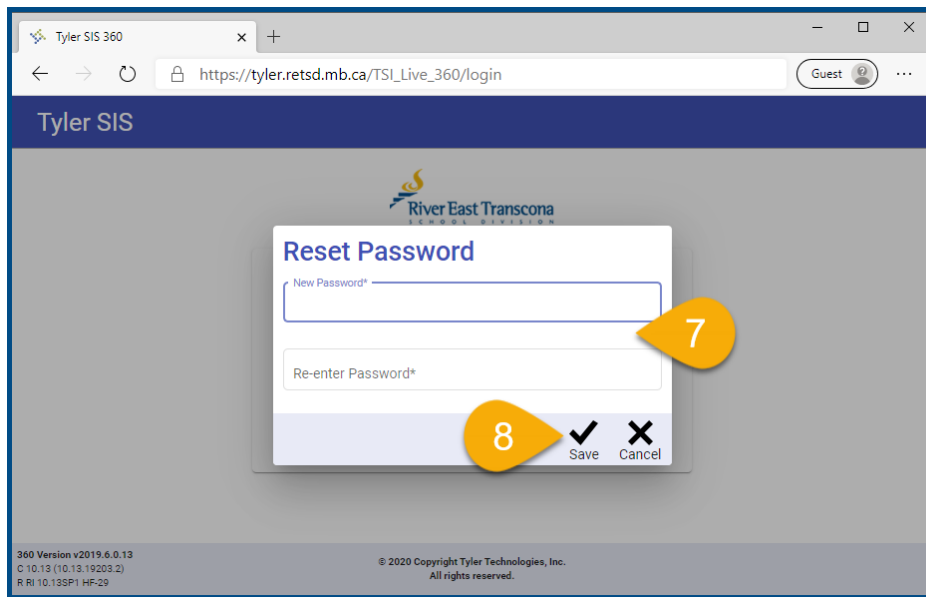 Tyler SIS 360
https://tyler.retsd.mb.ca/TSI_Live_360/login
Guest
Tyler SIS
River East Transcona
SCHOOL DIVISION
Reset Password
New Password*
7
Re-enter Password*
8
Save
Cancel
360 Version v2019.6.0.13
C 10.13 (10.13.19203.2)
R RI 10.13SP1 HF-29
© 2020 Copyright Tyler Technologies, Inc.
All rights reserved.